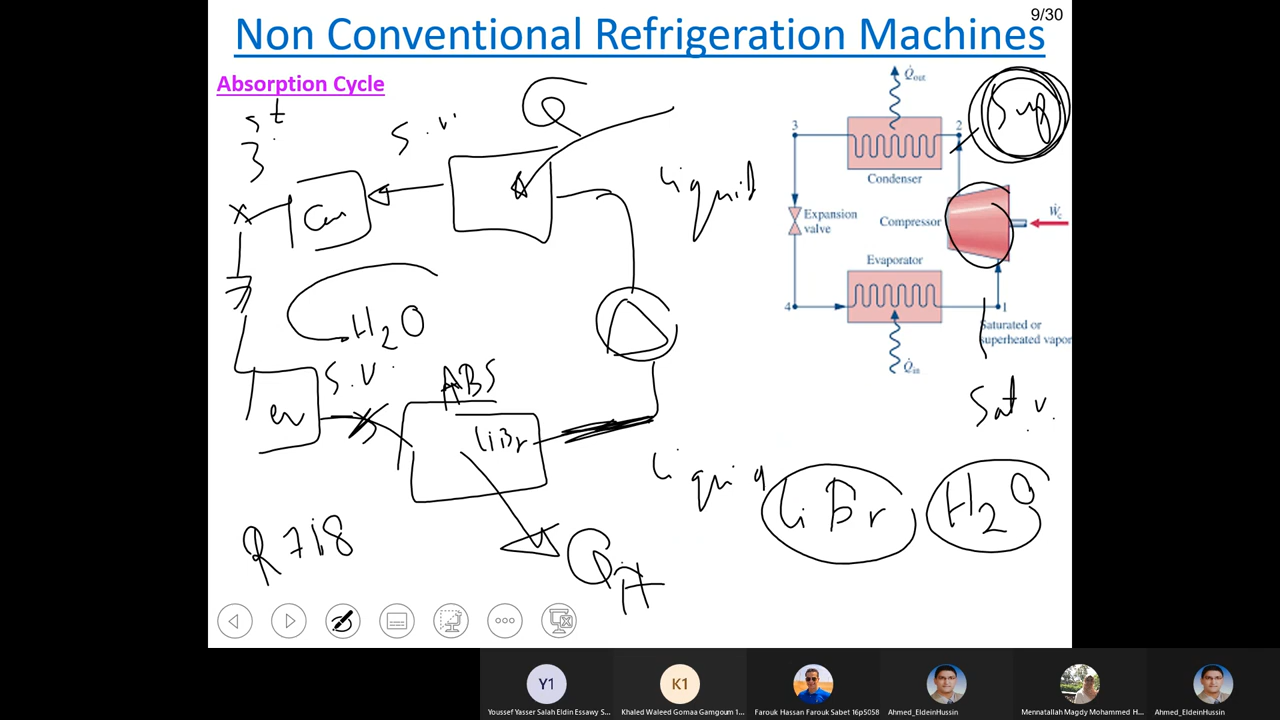 9/30
Non Conventional Refrigeration Machines
Absorption Cycle
st
3
S.V.
Liquid
Con
H2O
S.V.
ABS
ev
LiBr
Liquid
R718
QH
Q
Q̇out
Sup
3
2
Condenser
Expansion
valve
Compressor
Ẇc
Evaporator
4
1
Saturated or
superheated vapor
Q̇in
Sat v.
LiBr
H2O
Y1
K1
Youssef Yasser Salah Eldin Essawy S...
Khaled Waleed Gomaa Gamgoum 1...
Farouk Hassan Farouk Sabet 16p5058
Ahmed_EldeinHussin
Mennatallah Magdy Mohammed H...
Ahmed_EldeinHussin